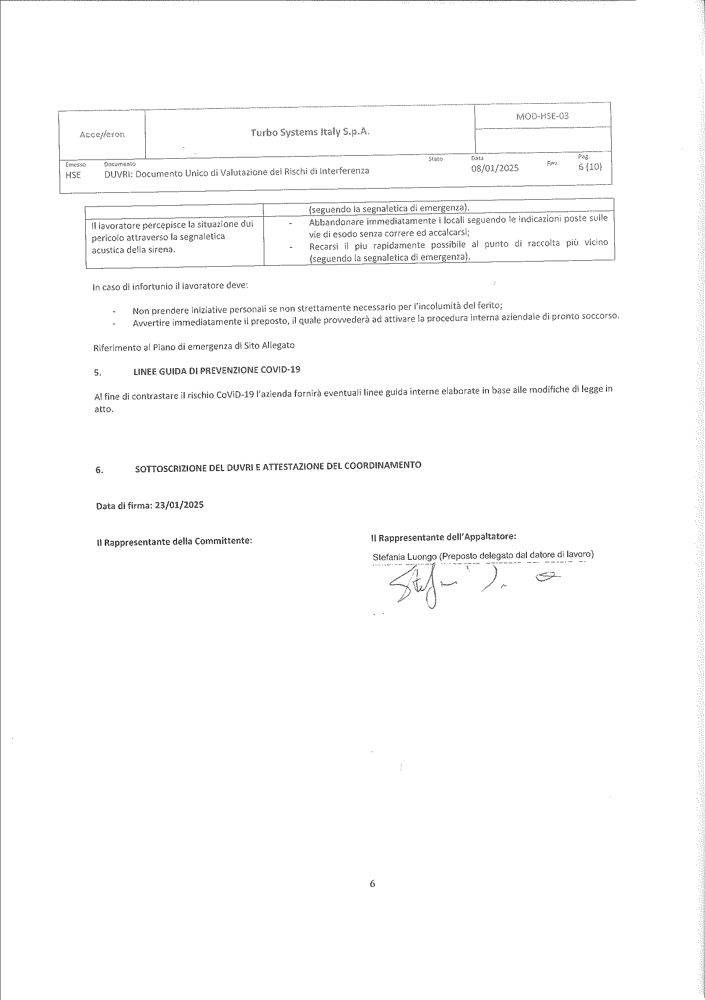 Acce//eron
Turbo Systems Italy S.p.A.
MOD-HSE-03
Emesso
HSE
Documento
DUVRI: Documento Unico di Valutazione dei Rischi di Interferenza
Stato
Data
08/01/2025
Rev.
Pag.
6 (10)
(seguendo la segnaletica di emergenza).
Il lavoratore percepisce la situazione dui
pericolo attraverso la segnaletica
acustica della sirena.
- Abbandonare immediatamente i locali seguendo le indicazioni poste sulle
vie di esodo senza correre ed accalcarsi;
- Recarsi il piu rapidamente possibile al punto di raccolta più vicino
(seguendo la segnaletica di emergenza).
In caso di infortunio il lavoratore deve:
- Non prendere iniziative personali se non strettamente necessario per l'incolumità del ferito;
- Avvertire immediatamente il preposto, il quale provvederà ad attivare la procedura interna aziendale di pronto soccorso.
Riferimento al Piano di emergenza di Sito Allegato
5. LINEE GUIDA DI PREVENZIONE COVID-19
Al fine di contrastare il rischio CoViD-19 l'azienda fornirà eventuali linee guida interne elaborate in base alle modifiche di legge in
atto.
6. SOTTOSCRIZIONE DEL DUVRI E ATTESTAZIONE DEL COORDINAMENTO
Data di firma: 23/01/2025
Il Rappresentante della Committente:
Il Rappresentante dell'Appaltatore:
Stefania Luongo (Preposto delegato dal datore di lavoro)
6